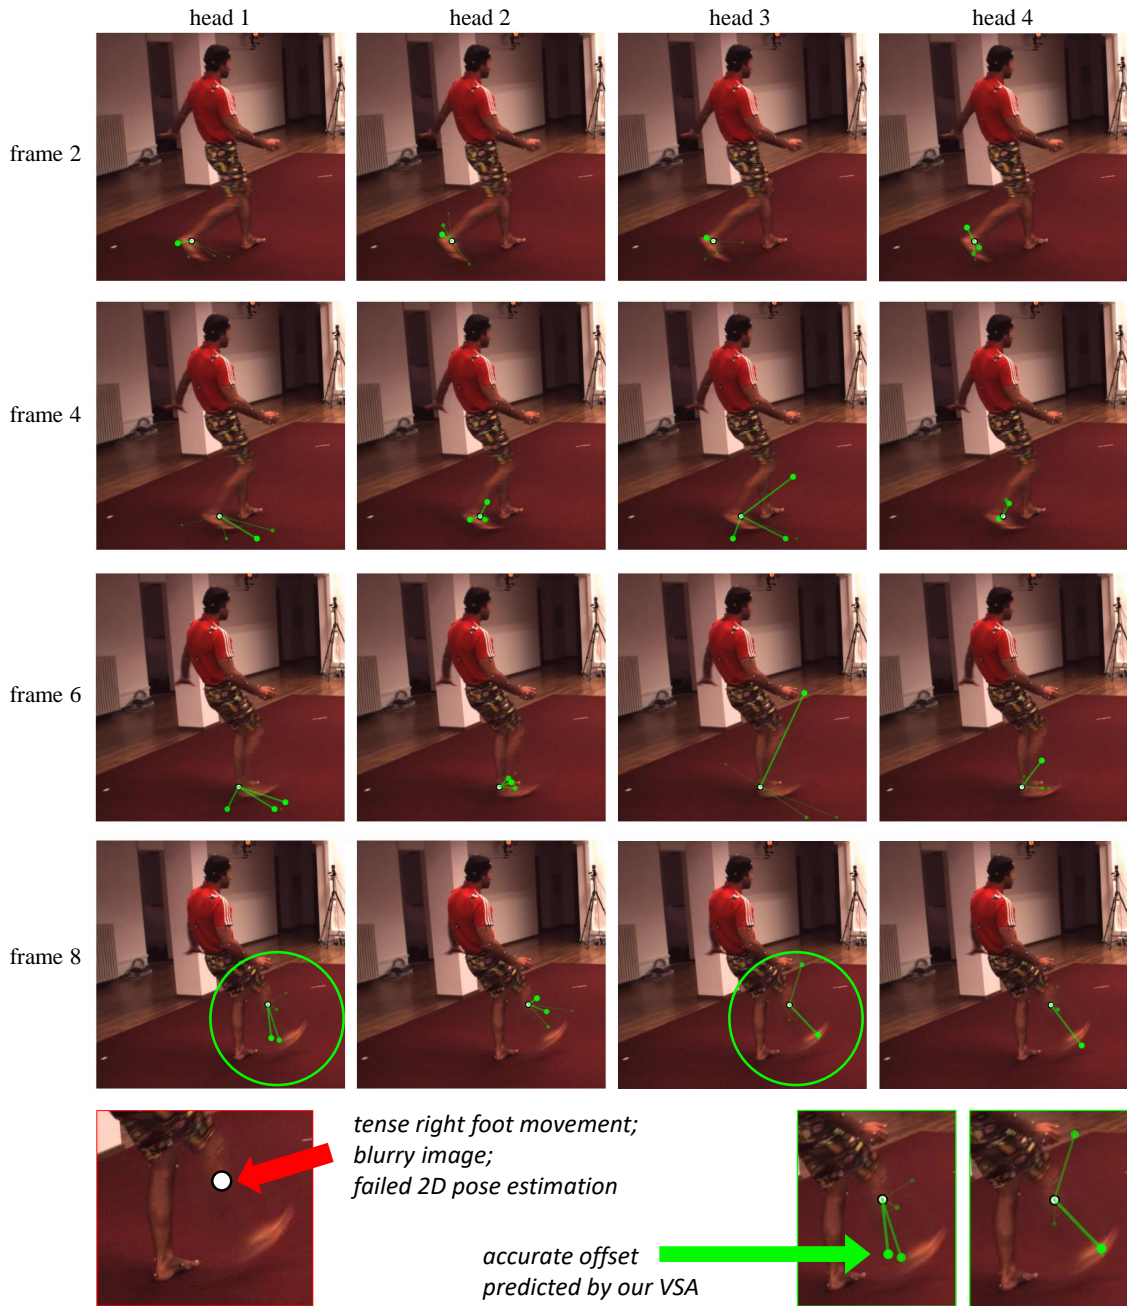 head 1 head 2 head 3 head 4
frame 2
frame 4
frame 6
frame 8
tense right foot movement;
blurry image;
failed 2D pose estimation
accurate offset
predicted by our VSA